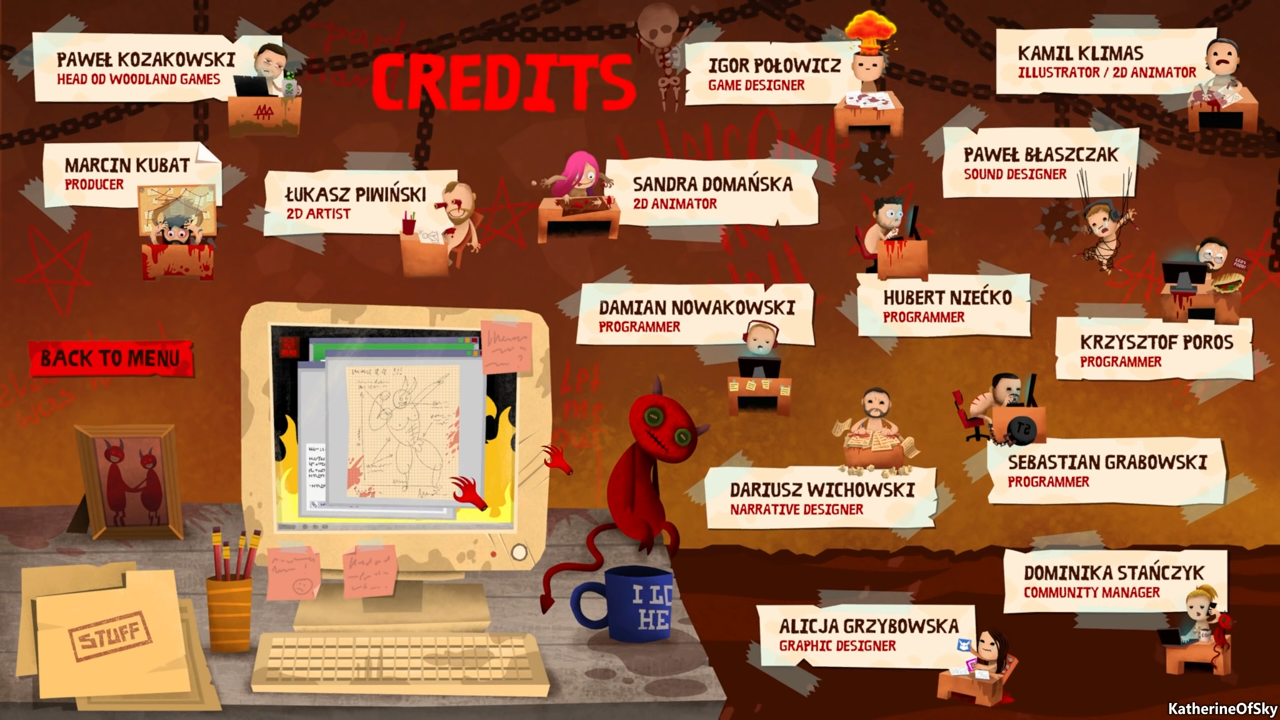 CREDITS
PAWEŁ KOZAKOWSKI
HEAD OD WOODLAND GAMES
IGOR POŁOWICZ
GAME DESIGNER
KAMIL KLIMAS
ILLUSTRATOR / 2D ANIMATOR
MARCIN KUBAT
PRODUCER
ŁUKASZ PIWIŃSKI
2D ARTIST
SANDRA DOMAŃSKA
2D ANIMATOR
PAWEŁ BŁASZCZAK
SOUND DESIGNER
DAMIAN NOWAKOWSKI
PROGRAMMER
HUBERT NIEĆKO
PROGRAMMER
KRZYSZTOF POROS
PROGRAMMER
BACK TO MENU
DARIUSZ WICHOWSKI
NARRATIVE DESIGNER
SEBASTIAN GRABOWSKI
PROGRAMMER
DOMINIKA STAŃCZYK
COMMUNITY MANAGER
ALICJA GRZYBOWSKA
GRAPHIC DESIGNER
STUFF
I LO
HE
KatherineOfSky